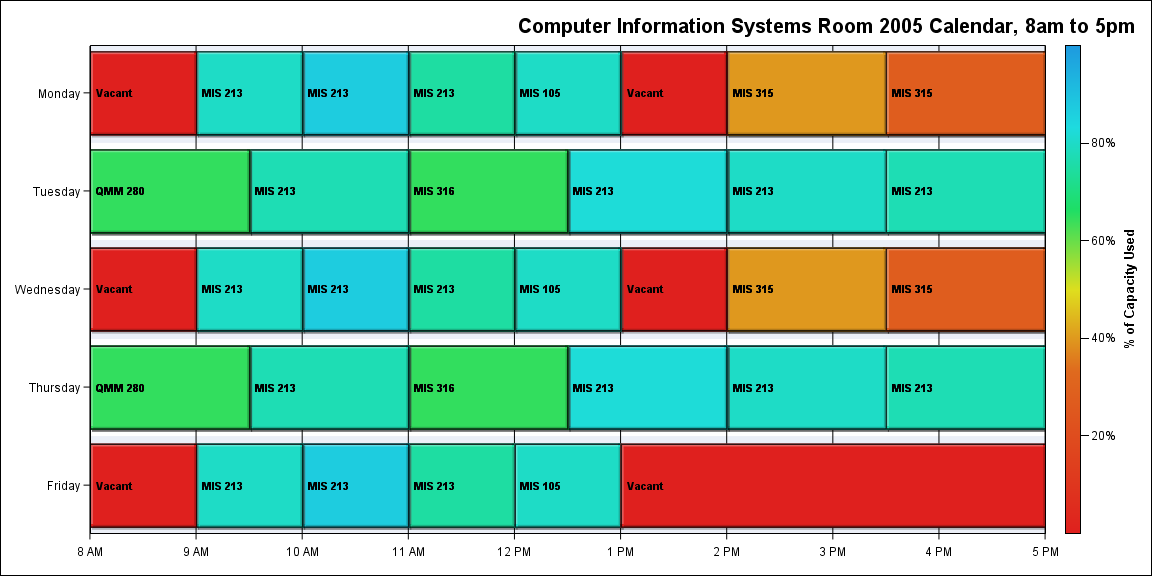 Computer Information Systems Room 2005 Calendar, 8am to 5pm
Monday
Vacant
MIS 213
MIS 213
MIS 213
MIS 105
Vacant
MIS 315
MIS 315
Tuesday
QMM 280
MIS 213
MIS 316
MIS 213
MIS 213
MIS 213
Wednesday
Vacant
MIS 213
MIS 213
MIS 213
MIS 105
Vacant
MIS 315
MIS 315
Thursday
QMM 280
MIS 213
MIS 316
MIS 213
MIS 213
MIS 213
Friday
Vacant
MIS 213
MIS 213
MIS 213
MIS 105
Vacant
8 AM
9 AM
10 AM
11 AM
12 PM
1 PM
2 PM
3 PM
4 PM
5 PM
80%
60%
40%
20%
% of Capacity Used